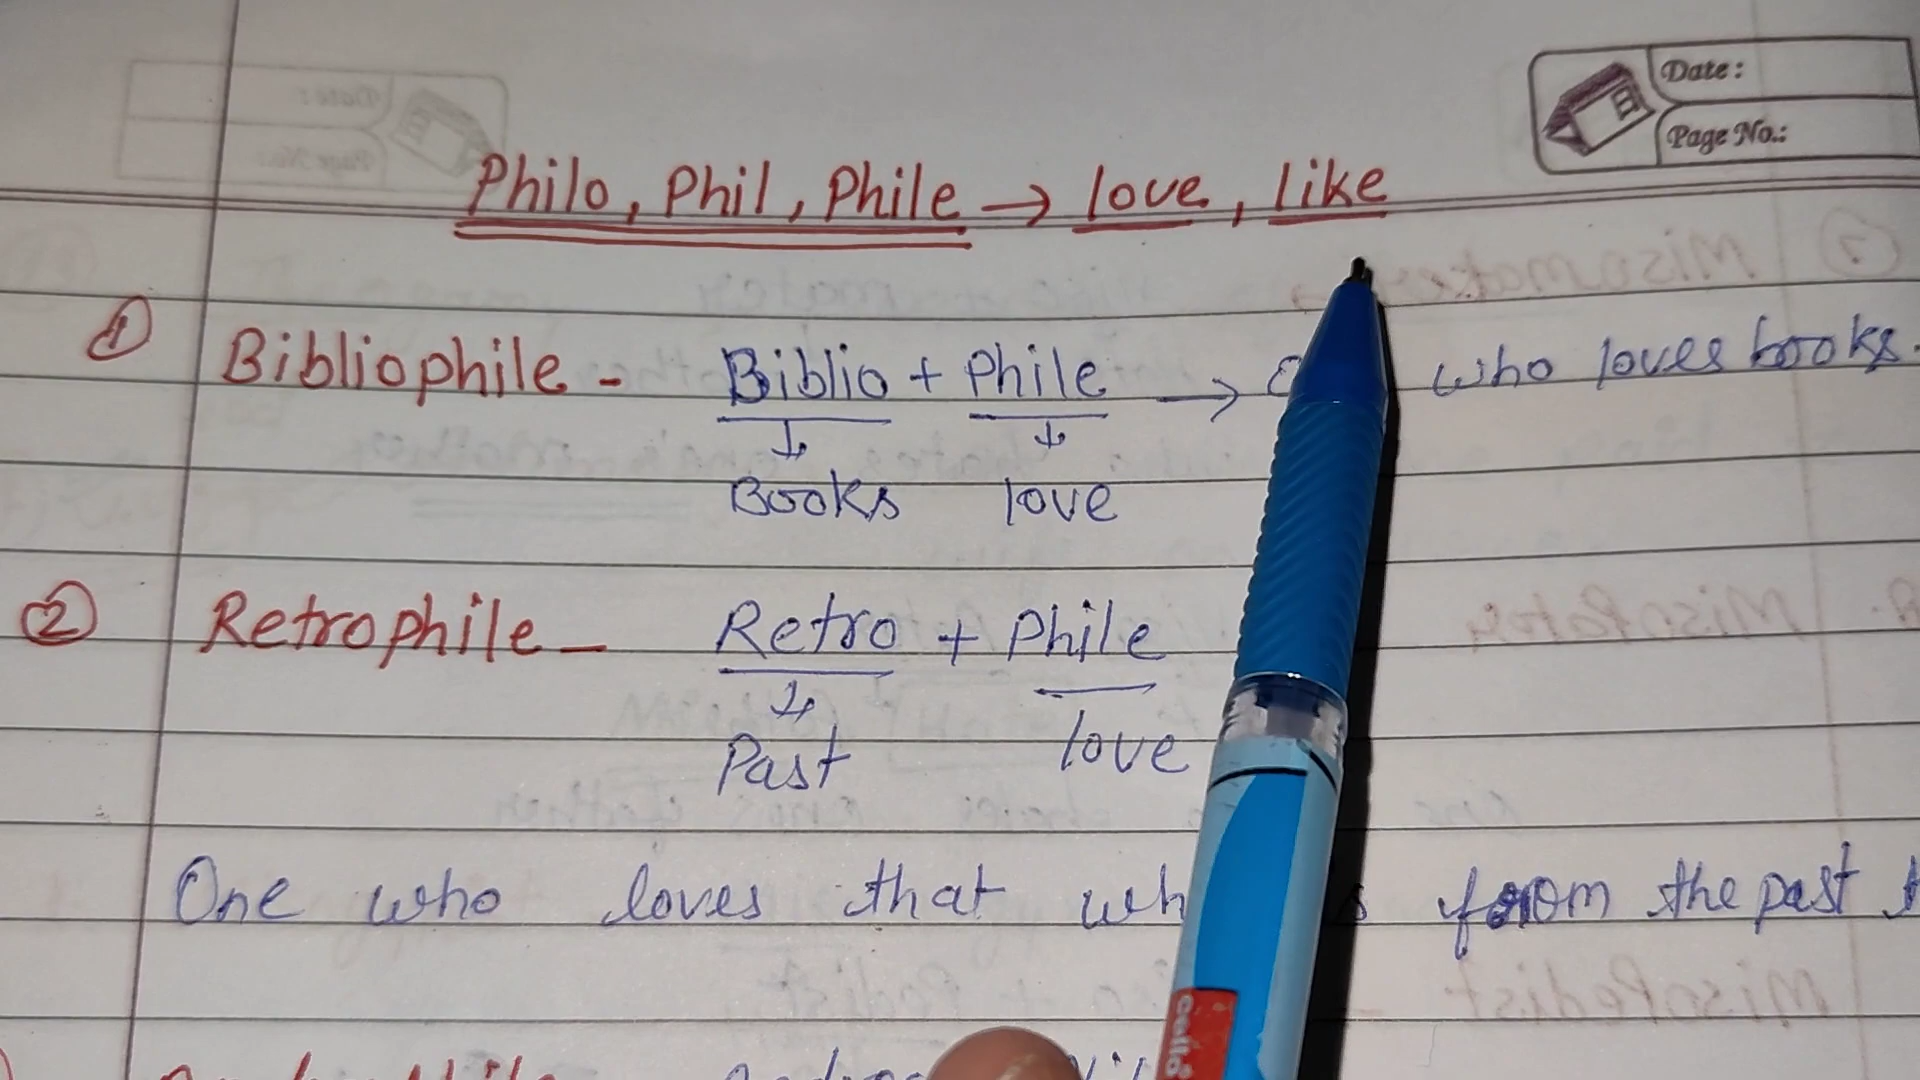 Date:
Page No.:
Philo, Phil, Phile → love, like
① Bibliophile - Biblio + Phile → who loves books.
Books love
② Retrophile - Retro + Phile
Past love
One who loves that from the past
cello